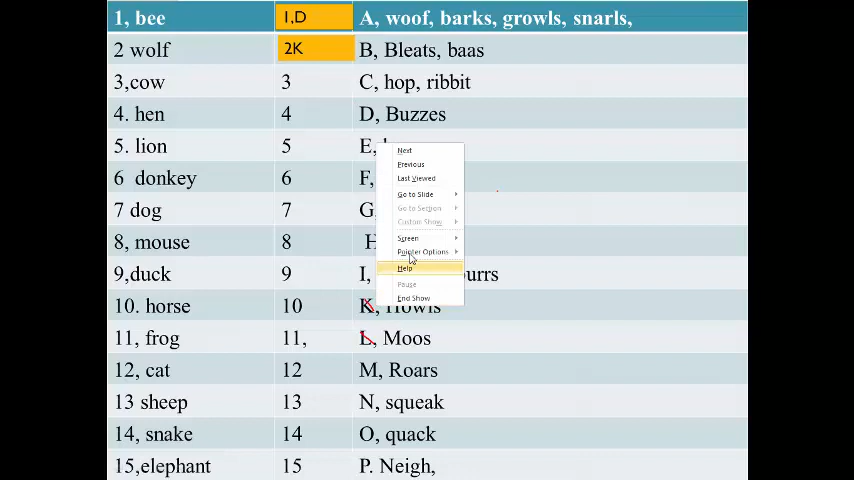 1, bee 1,D A, woof, barks, growls, snarls,
2 wolf 2K B, Bleats, baas
3,cow 3 C, hop, ribbit
4. hen 4 D, Buzzes
5. lion 5 E,
6 donkey 6 F,
7 dog 7 G,
8, mouse 8 H
9,duck 9 I, urrs
10. horse 10 K, Howls
11, frog 11, L, Moos
12, cat 12 M, Roars
13 sheep 13 N, squeak
14, snake 14 O, quack
15,elephant 15 P. Neigh,
Next
Previous
Last Viewed
Go to Slide
Go to Section
Custom Show
Screen
Pointer Options
Help
Pause
End Show